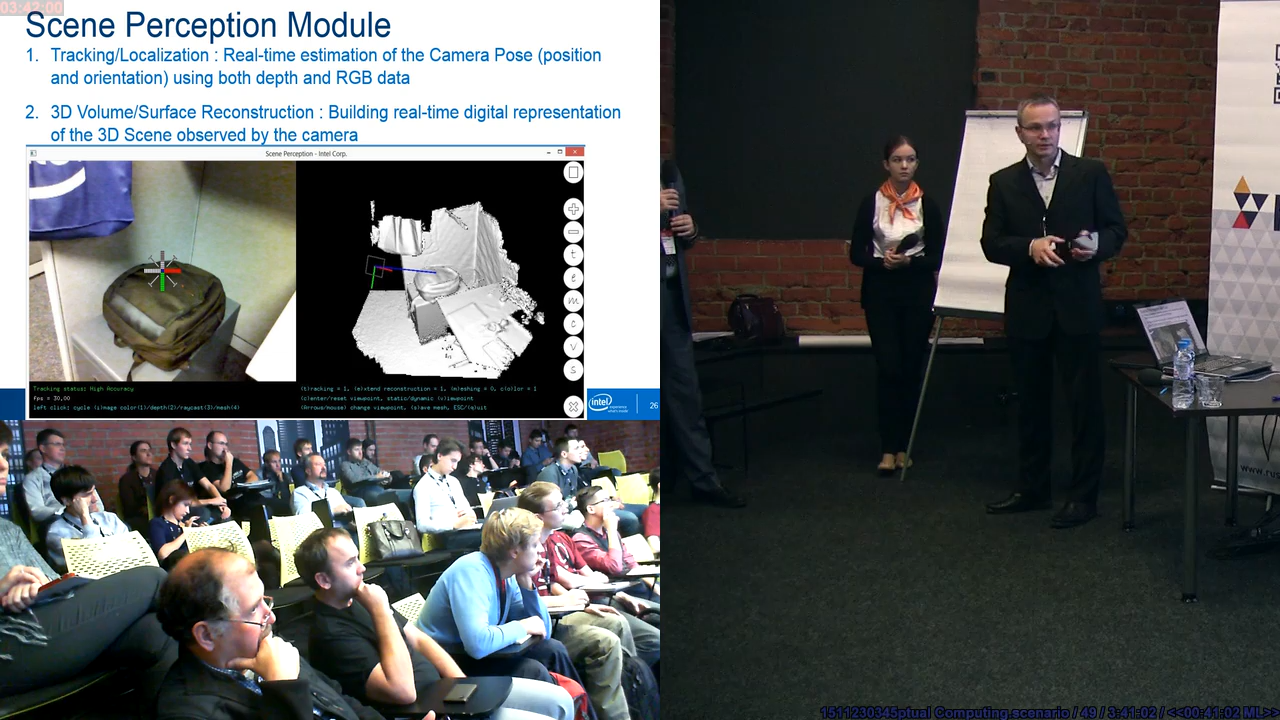 03:42:00
Scene Perception Module
1. Tracking/Localization : Real-time estimation of the Camera Pose (position
and orientation) using both depth and RGB data
2. 3D Volume/Surface Reconstruction : Building real-time digital representation
of the 3D Scene observed by the camera
Scene Perception - Intel Corp.
t
e
m
c
v
s
Tracking status: High Accuracy
fps = 30,00
left click: cycle (i)mage color(1)/depth(2)/raycast(3)/mesh(4)
(t)racking = 1, (e)xtend reconstruction = 1, (m)eshing = 0, c(o)lor = 1
(c)enter/reset viewpoint, static/dynamic (v)iewpoint
(Arrows/mouse) change viewpoint, (s)ave mesh, ESC/(q)uit
intel
26
www.ru
1511230345ptual Computing.scenario / 49 / 3:41:02 / <<00:41:02 ML>>